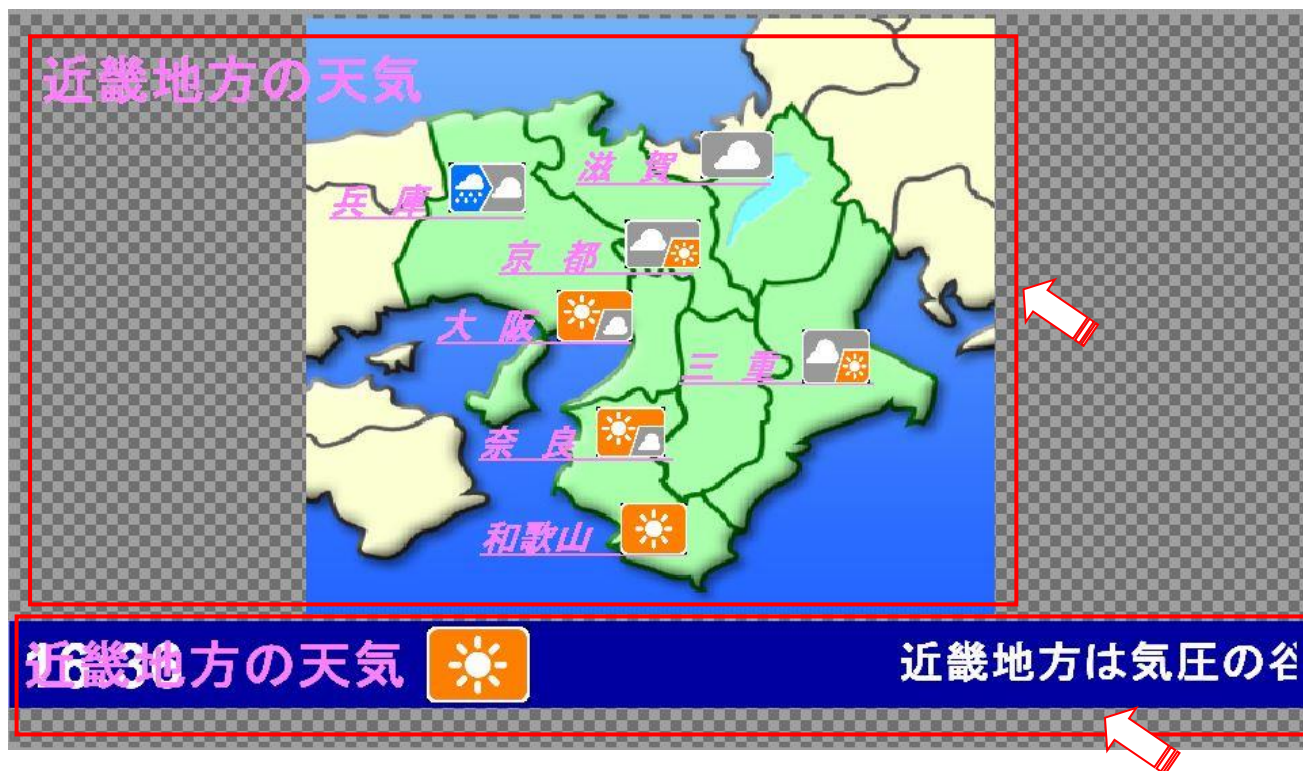 近畿地方の天気
滋　賀
兵　庫
京　都
大　阪
三　重
奈　良
和歌山
近畿地方の天気
近畿地方は気圧の谷